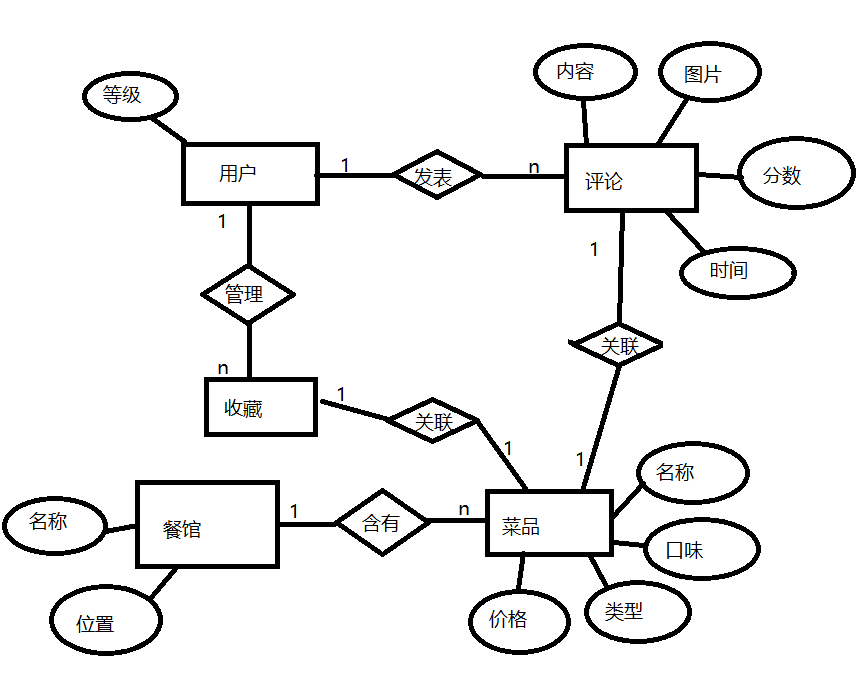 内容
图片
等级
用户
1
发表
n
评论
分数
1
1
时间
管理
关联
n
收藏
1
关联
1
1
名称
名称
餐馆
1
含有
n
菜品
口味
位置
价格
类型